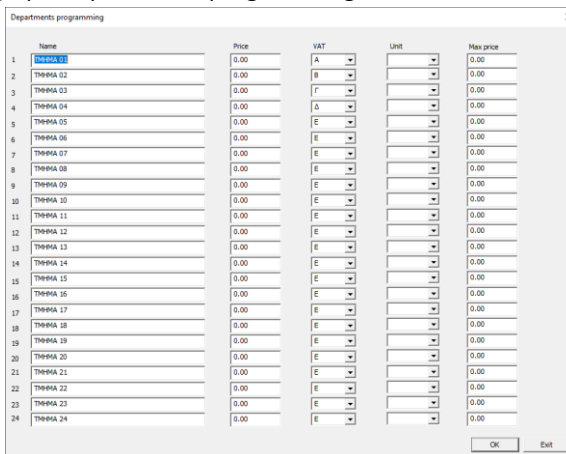 Departments programming
Name Price VAT Unit Max price
1 ΤΜΗΜΑ 01 0.00 Α 0.00
2 ΤΜΗΜΑ 02 0.00 Β 0.00
3 ΤΜΗΜΑ 03 0.00 Γ 0.00
4 ΤΜΗΜΑ 04 0.00 Δ 0.00
5 ΤΜΗΜΑ 05 0.00 Ε 0.00
6 ΤΜΗΜΑ 06 0.00 Ε 0.00
7 ΤΜΗΜΑ 07 0.00 Ε 0.00
8 ΤΜΗΜΑ 08 0.00 Ε 0.00
9 ΤΜΗΜΑ 09 0.00 Ε 0.00
10 ΤΜΗΜΑ 10 0.00 Ε 0.00
11 ΤΜΗΜΑ 11 0.00 Ε 0.00
12 ΤΜΗΜΑ 12 0.00 Ε 0.00
13 ΤΜΗΜΑ 13 0.00 Ε 0.00
14 ΤΜΗΜΑ 14 0.00 Ε 0.00
15 ΤΜΗΜΑ 15 0.00 Ε 0.00
16 ΤΜΗΜΑ 16 0.00 Ε 0.00
17 ΤΜΗΜΑ 17 0.00 Ε 0.00
18 ΤΜΗΜΑ 18 0.00 Ε 0.00
19 ΤΜΗΜΑ 19 0.00 Ε 0.00
20 ΤΜΗΜΑ 20 0.00 Ε 0.00
21 ΤΜΗΜΑ 21 0.00 Ε 0.00
22 ΤΜΗΜΑ 22 0.00 Ε 0.00
23 ΤΜΗΜΑ 23 0.00 Ε 0.00
24 ΤΜΗΜΑ 24 0.00 Ε 0.00
OK Exit